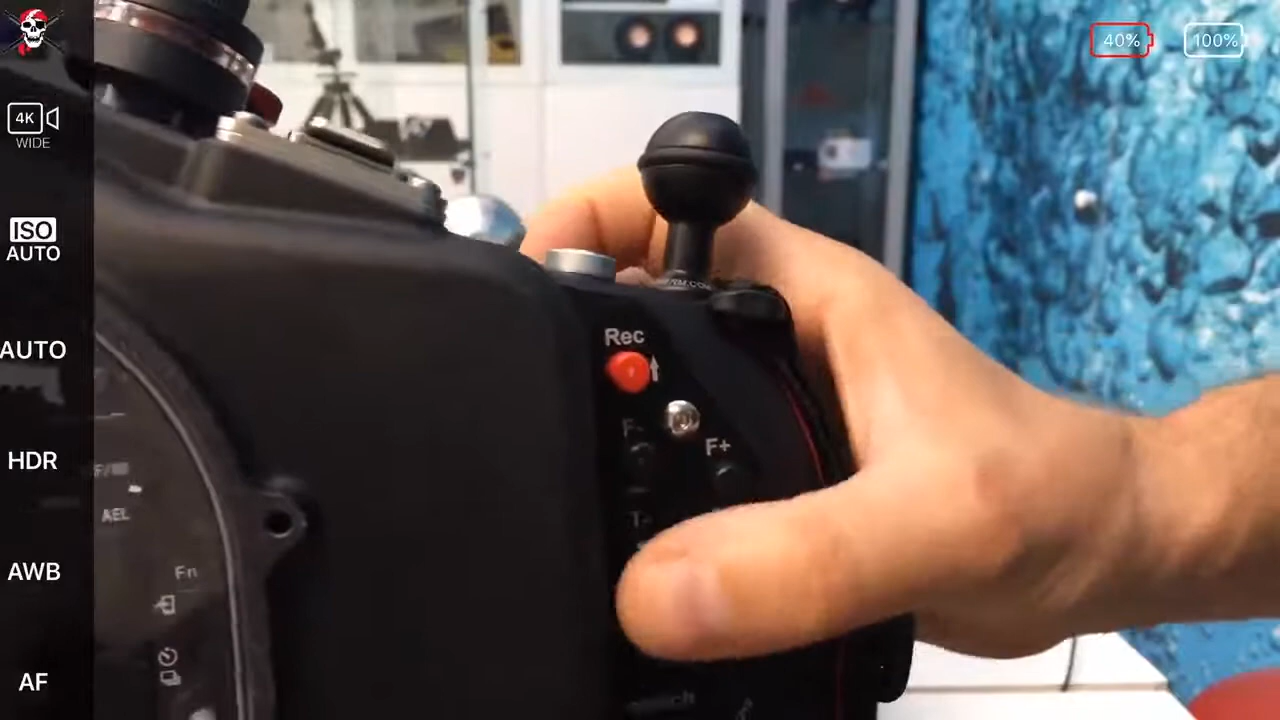 40%
100%
4K
WIDE
ISO
AUTO
AUTO
Rec
F-
F+
HDR
T-
AEL
AWB
Fn
AF